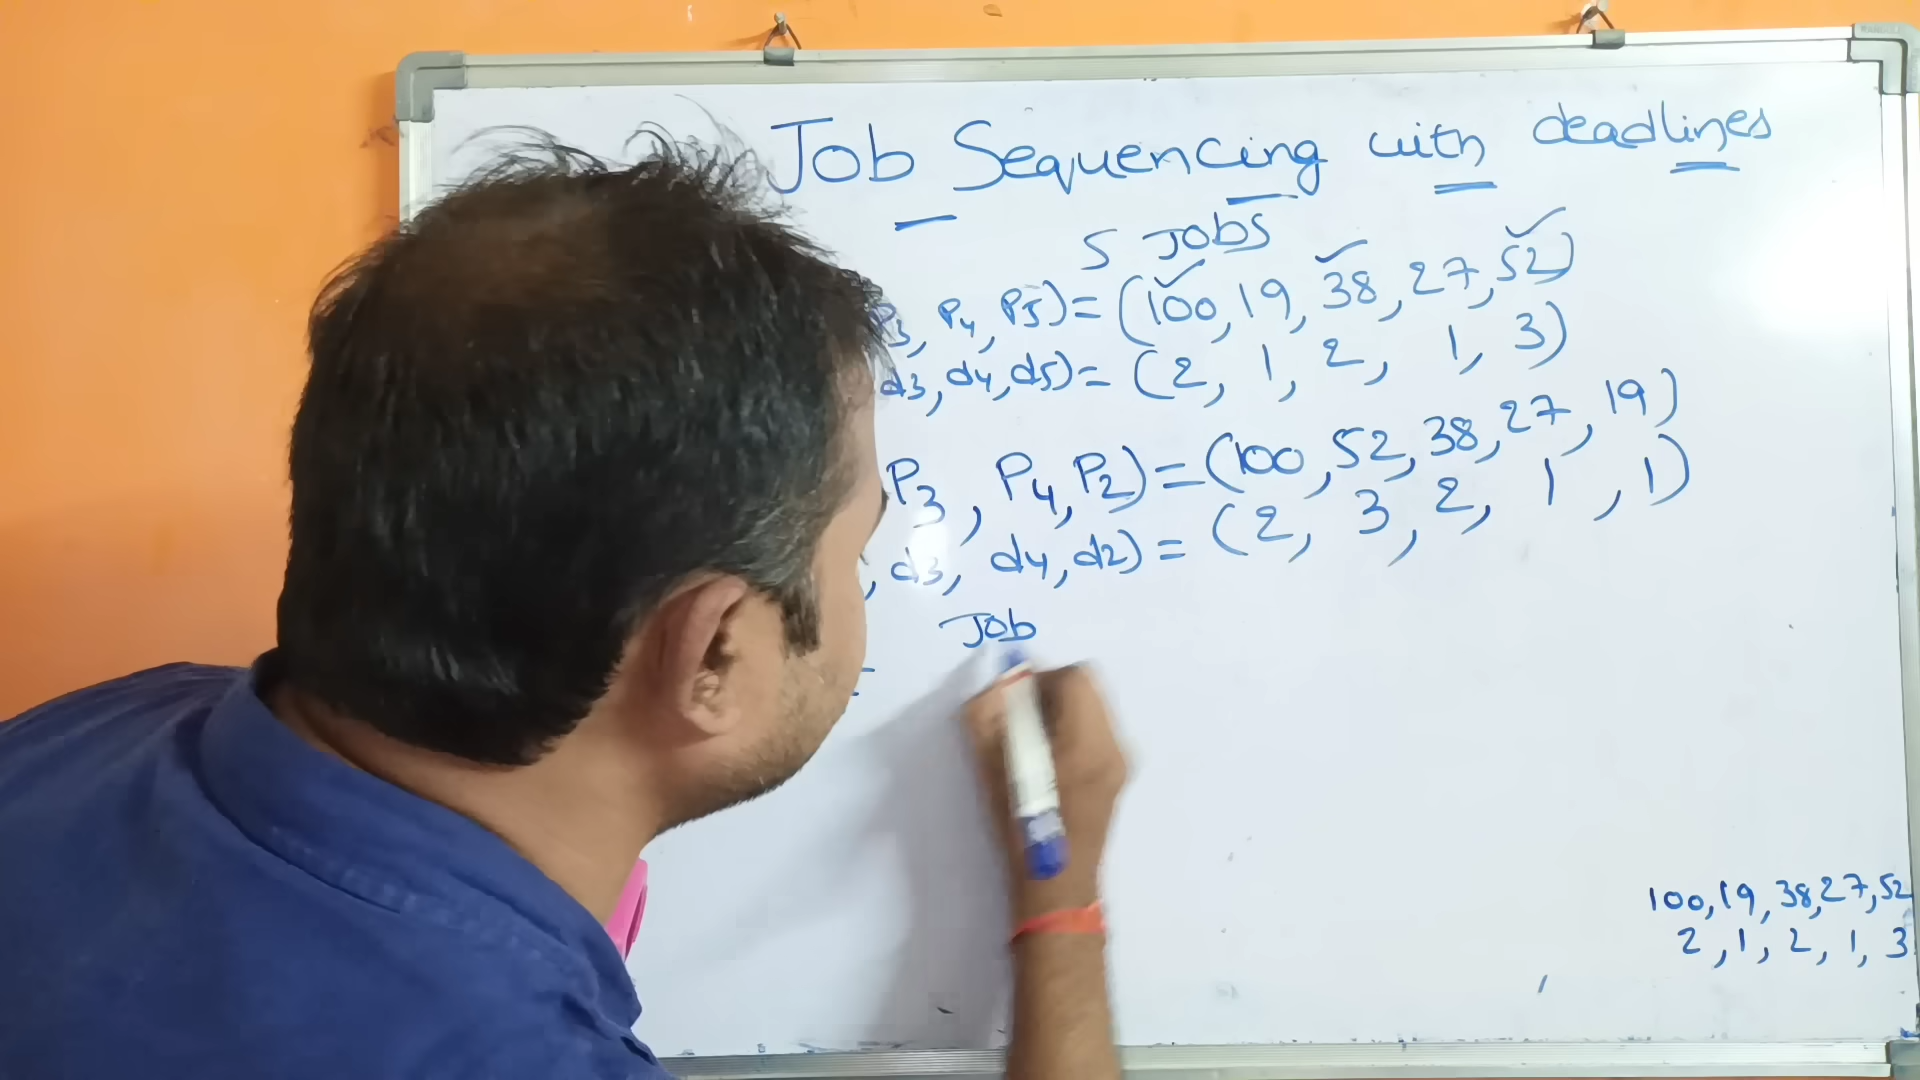 Job Sequencing with deadlines
5 Jobs
P3, P4, P5) = (100, 19, 38, 27, 52)
d3, d4, d5) = (2, 1, 2, 1, 3)
P3, P4, P2) = (100, 52, 38, 27, 19)
, d3, d4, d2) = (2, 3, 2, 1, 1)
Job
100, 19, 38, 27, 52
2, 1, 2, 1, 3